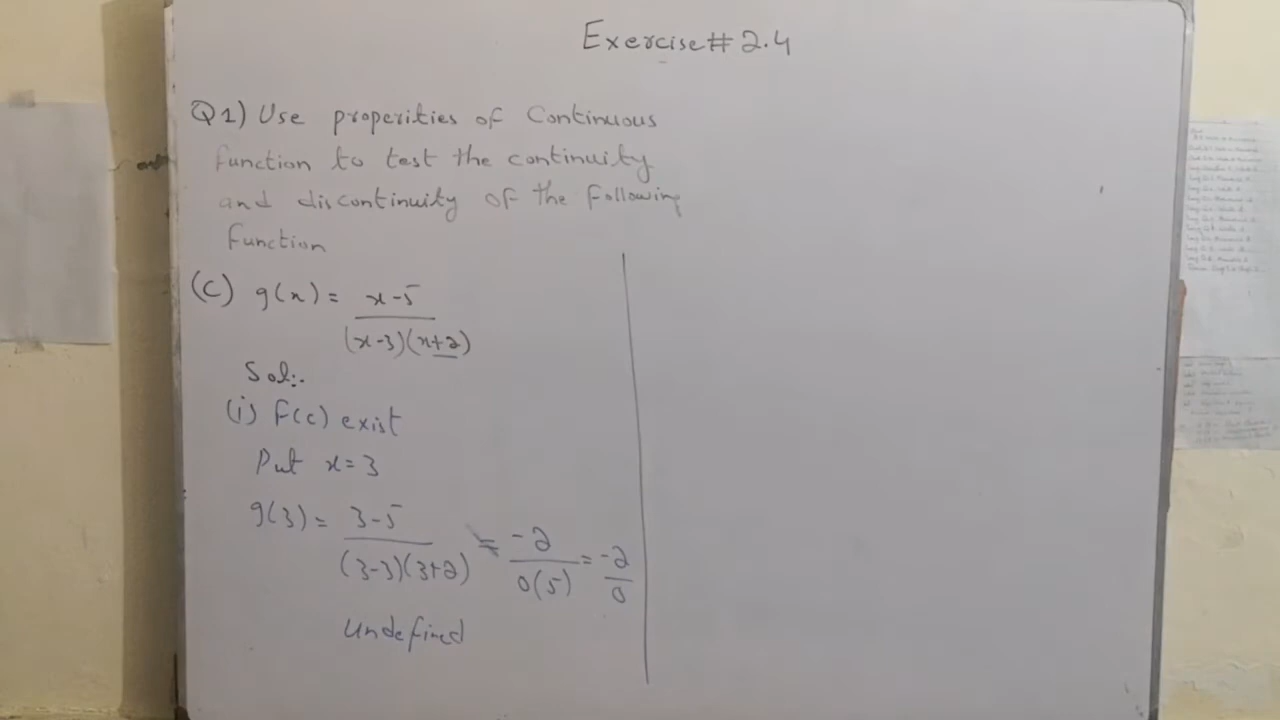 Exercise # 2.4
Q1) Use properities of Continuous
function to test the continuity
and discontinuity of the following
function
(C) g(x) = x-5 / (x-3)(x+2)
Sol:.
(i) F(c) exist
Put x=3
g(3) = 3-5 / (3-3)(3+2) = -2 / 0(5) = -2 / 0
undefined